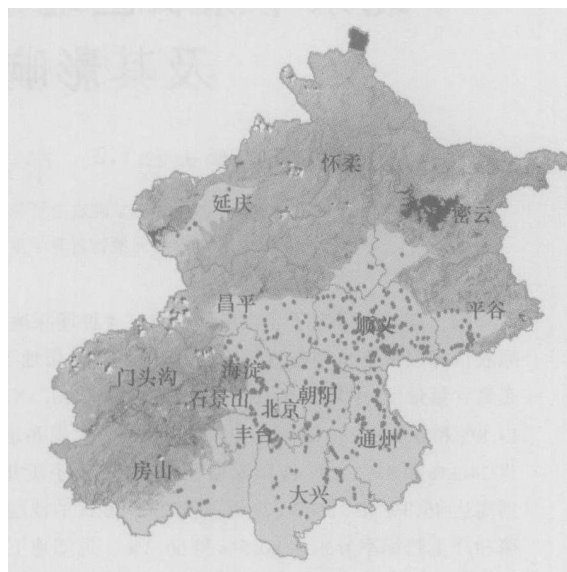 怀柔
延庆
密云
昌平
顺义
平谷
门头沟
海淀
石景山
朝阳
北京
丰台
通州
房山
大兴